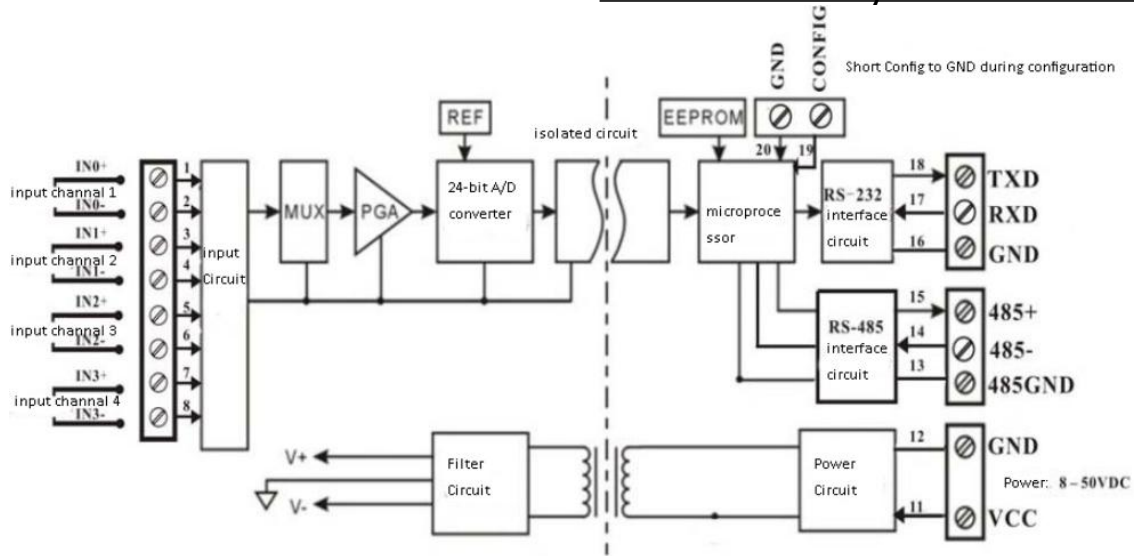 GND
CONFIG
Short Config to GND during configuration
REF
EEPROM
isolated circuit
20
19
IN0+
input channel 1
IN0-
IN1+
input channel 2
IN1-
IN2+
input channel 3
IN2-
IN3+
input channel 4
IN3-
1
2
3
4
5
6
7
8
input
Circuit
MUX
PGA
24-bit A/D
converter
microproce
ssor
RS-232
interface
circuit
18
17
16
TXD
RXD
GND
RS-485
interface
circuit
15
14
13
485+
485-
485GND
V+
V-
Filter
Circuit
Power
Circuit
12
11
GND
Power: 8-50VDC
VCC